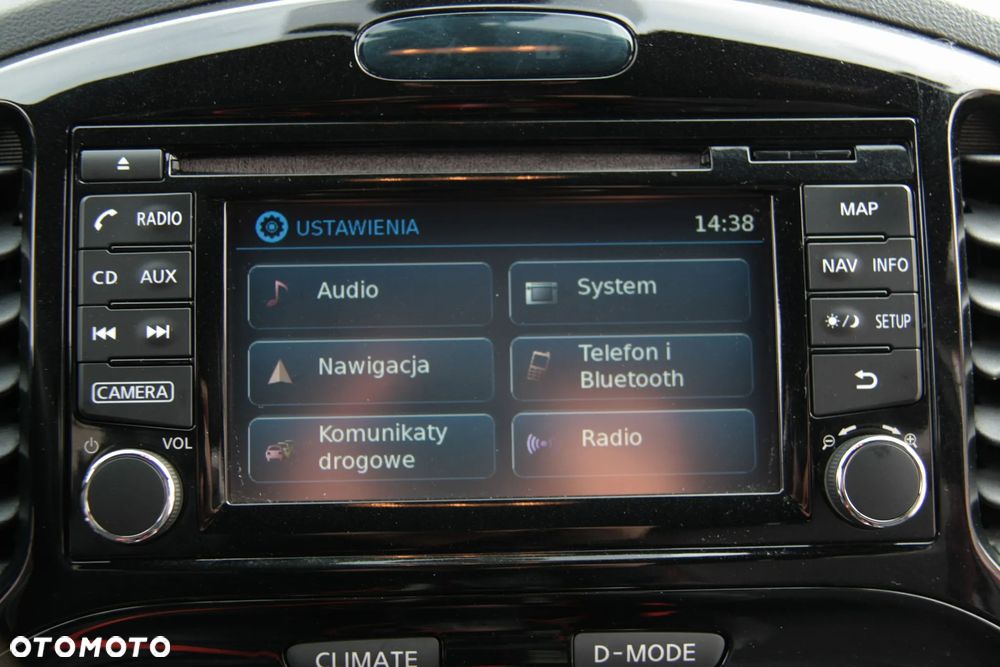 RADIO
MAP
USTAWIENIA 14:38
CD AUX
NAV INFO
Audio
System
SETUP
Nawigacja
Telefon i
Bluetooth
CAMERA
Komunikaty
drogowe
Radio
VOL
OTOMOTO
CLIMATE
D-MODE